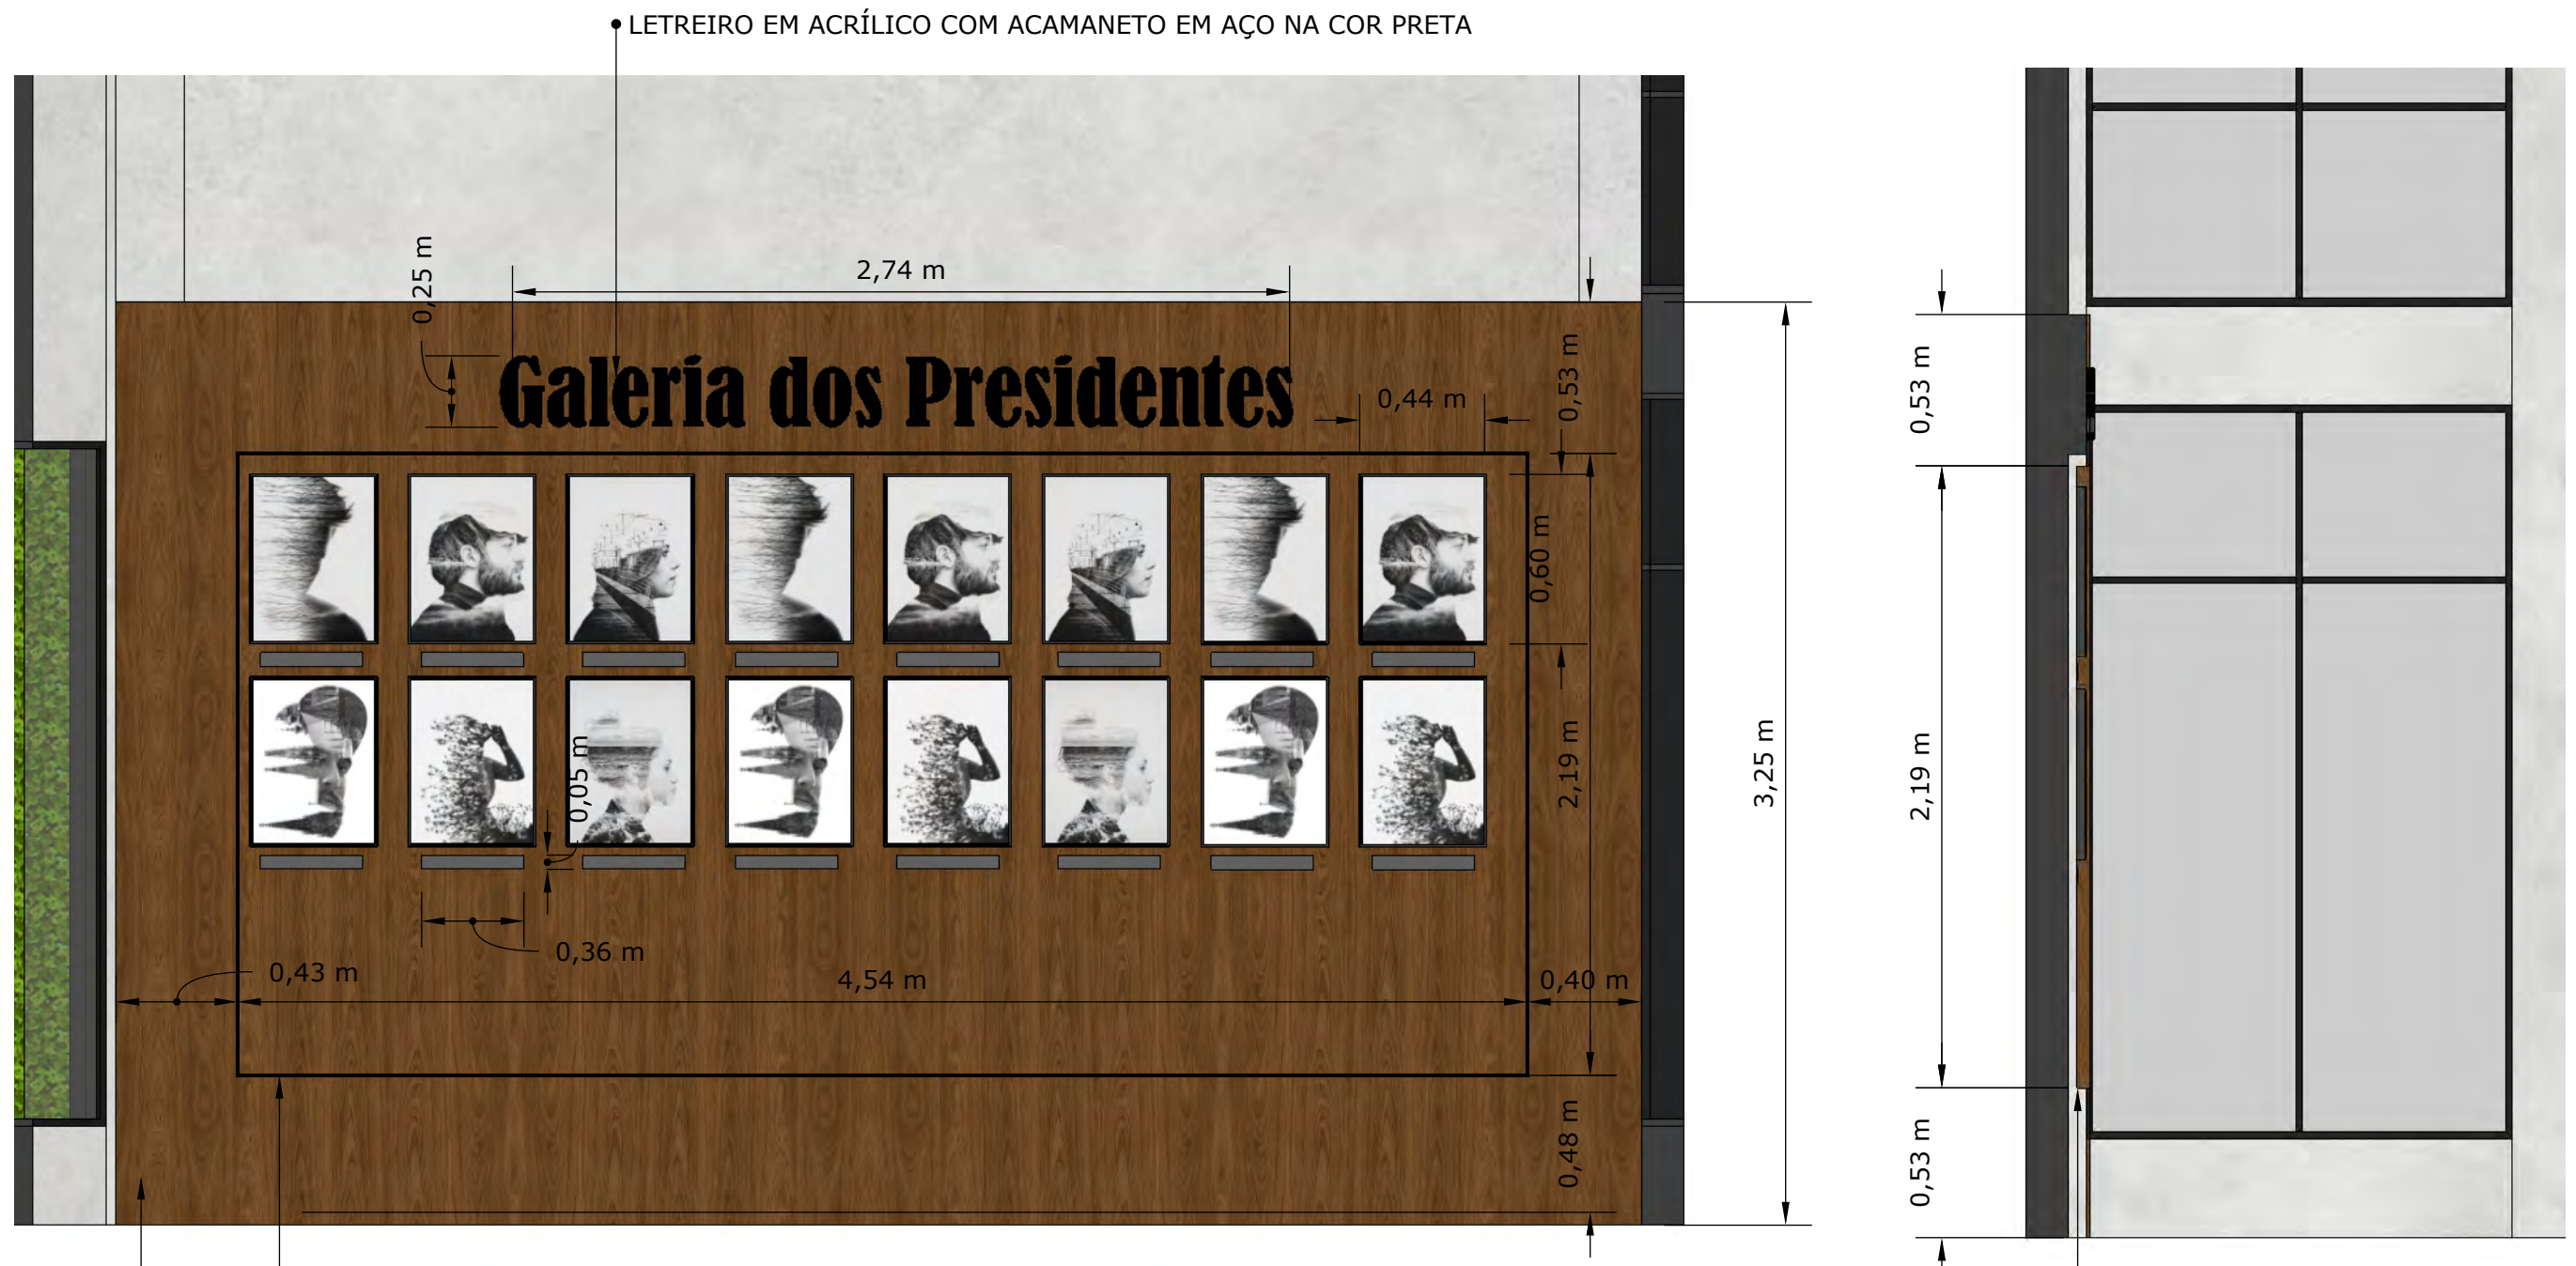 LETREIRO EM ACRÍLICO COM ACAMANETO EM AÇO NA COR PRETA
0,25 m
2,74 m
Galeria dos Presidentes
0,44 m
0,53 m
0,53 m
0,60 m
0,05 m
2,19 m
3,25 m
2,19 m
0,36 m
0,43 m
4,54 m
0,40 m
0,48 m
0,53 m